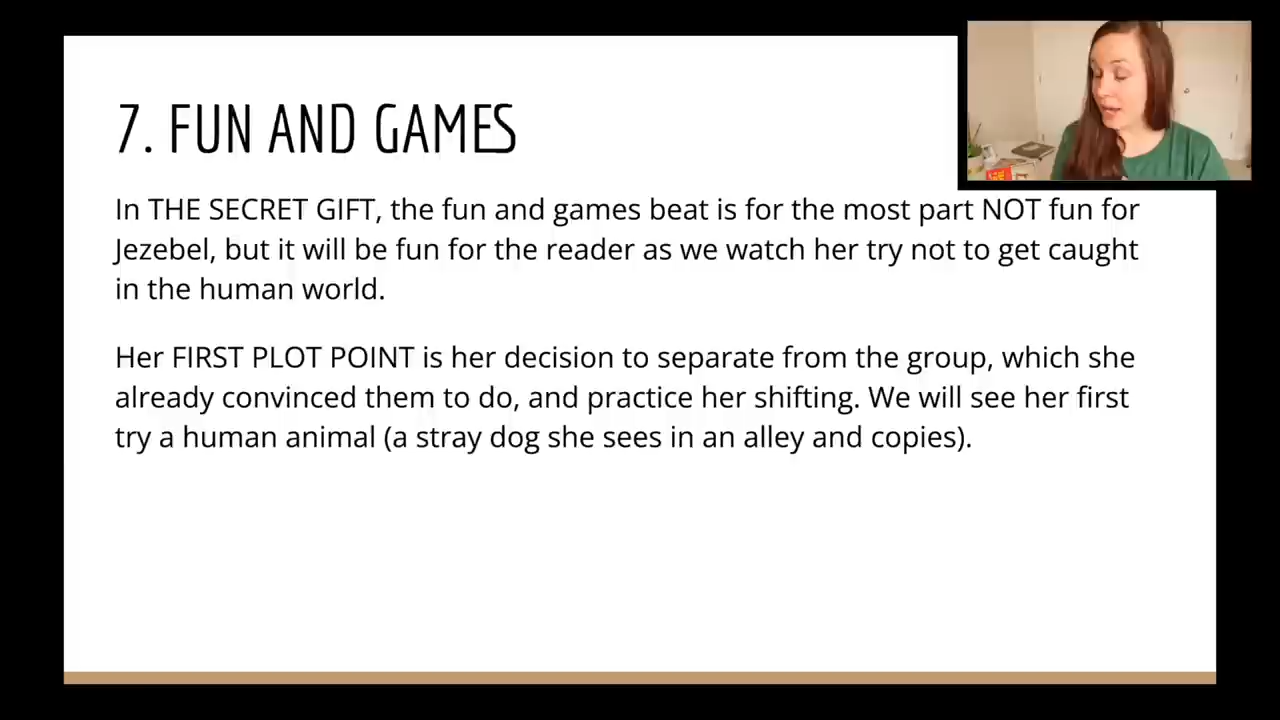 7. FUN AND GAMES
In THE SECRET GIFT, the fun and games beat is for the most part NOT fun for
Jezebel, but it will be fun for the reader as we watch her try not to get caught
in the human world.
Her FIRST PLOT POINT is her decision to separate from the group, which she
already convinced them to do, and practice her shifting. We will see her first
try a human animal (a stray dog she sees in an alley and copies).